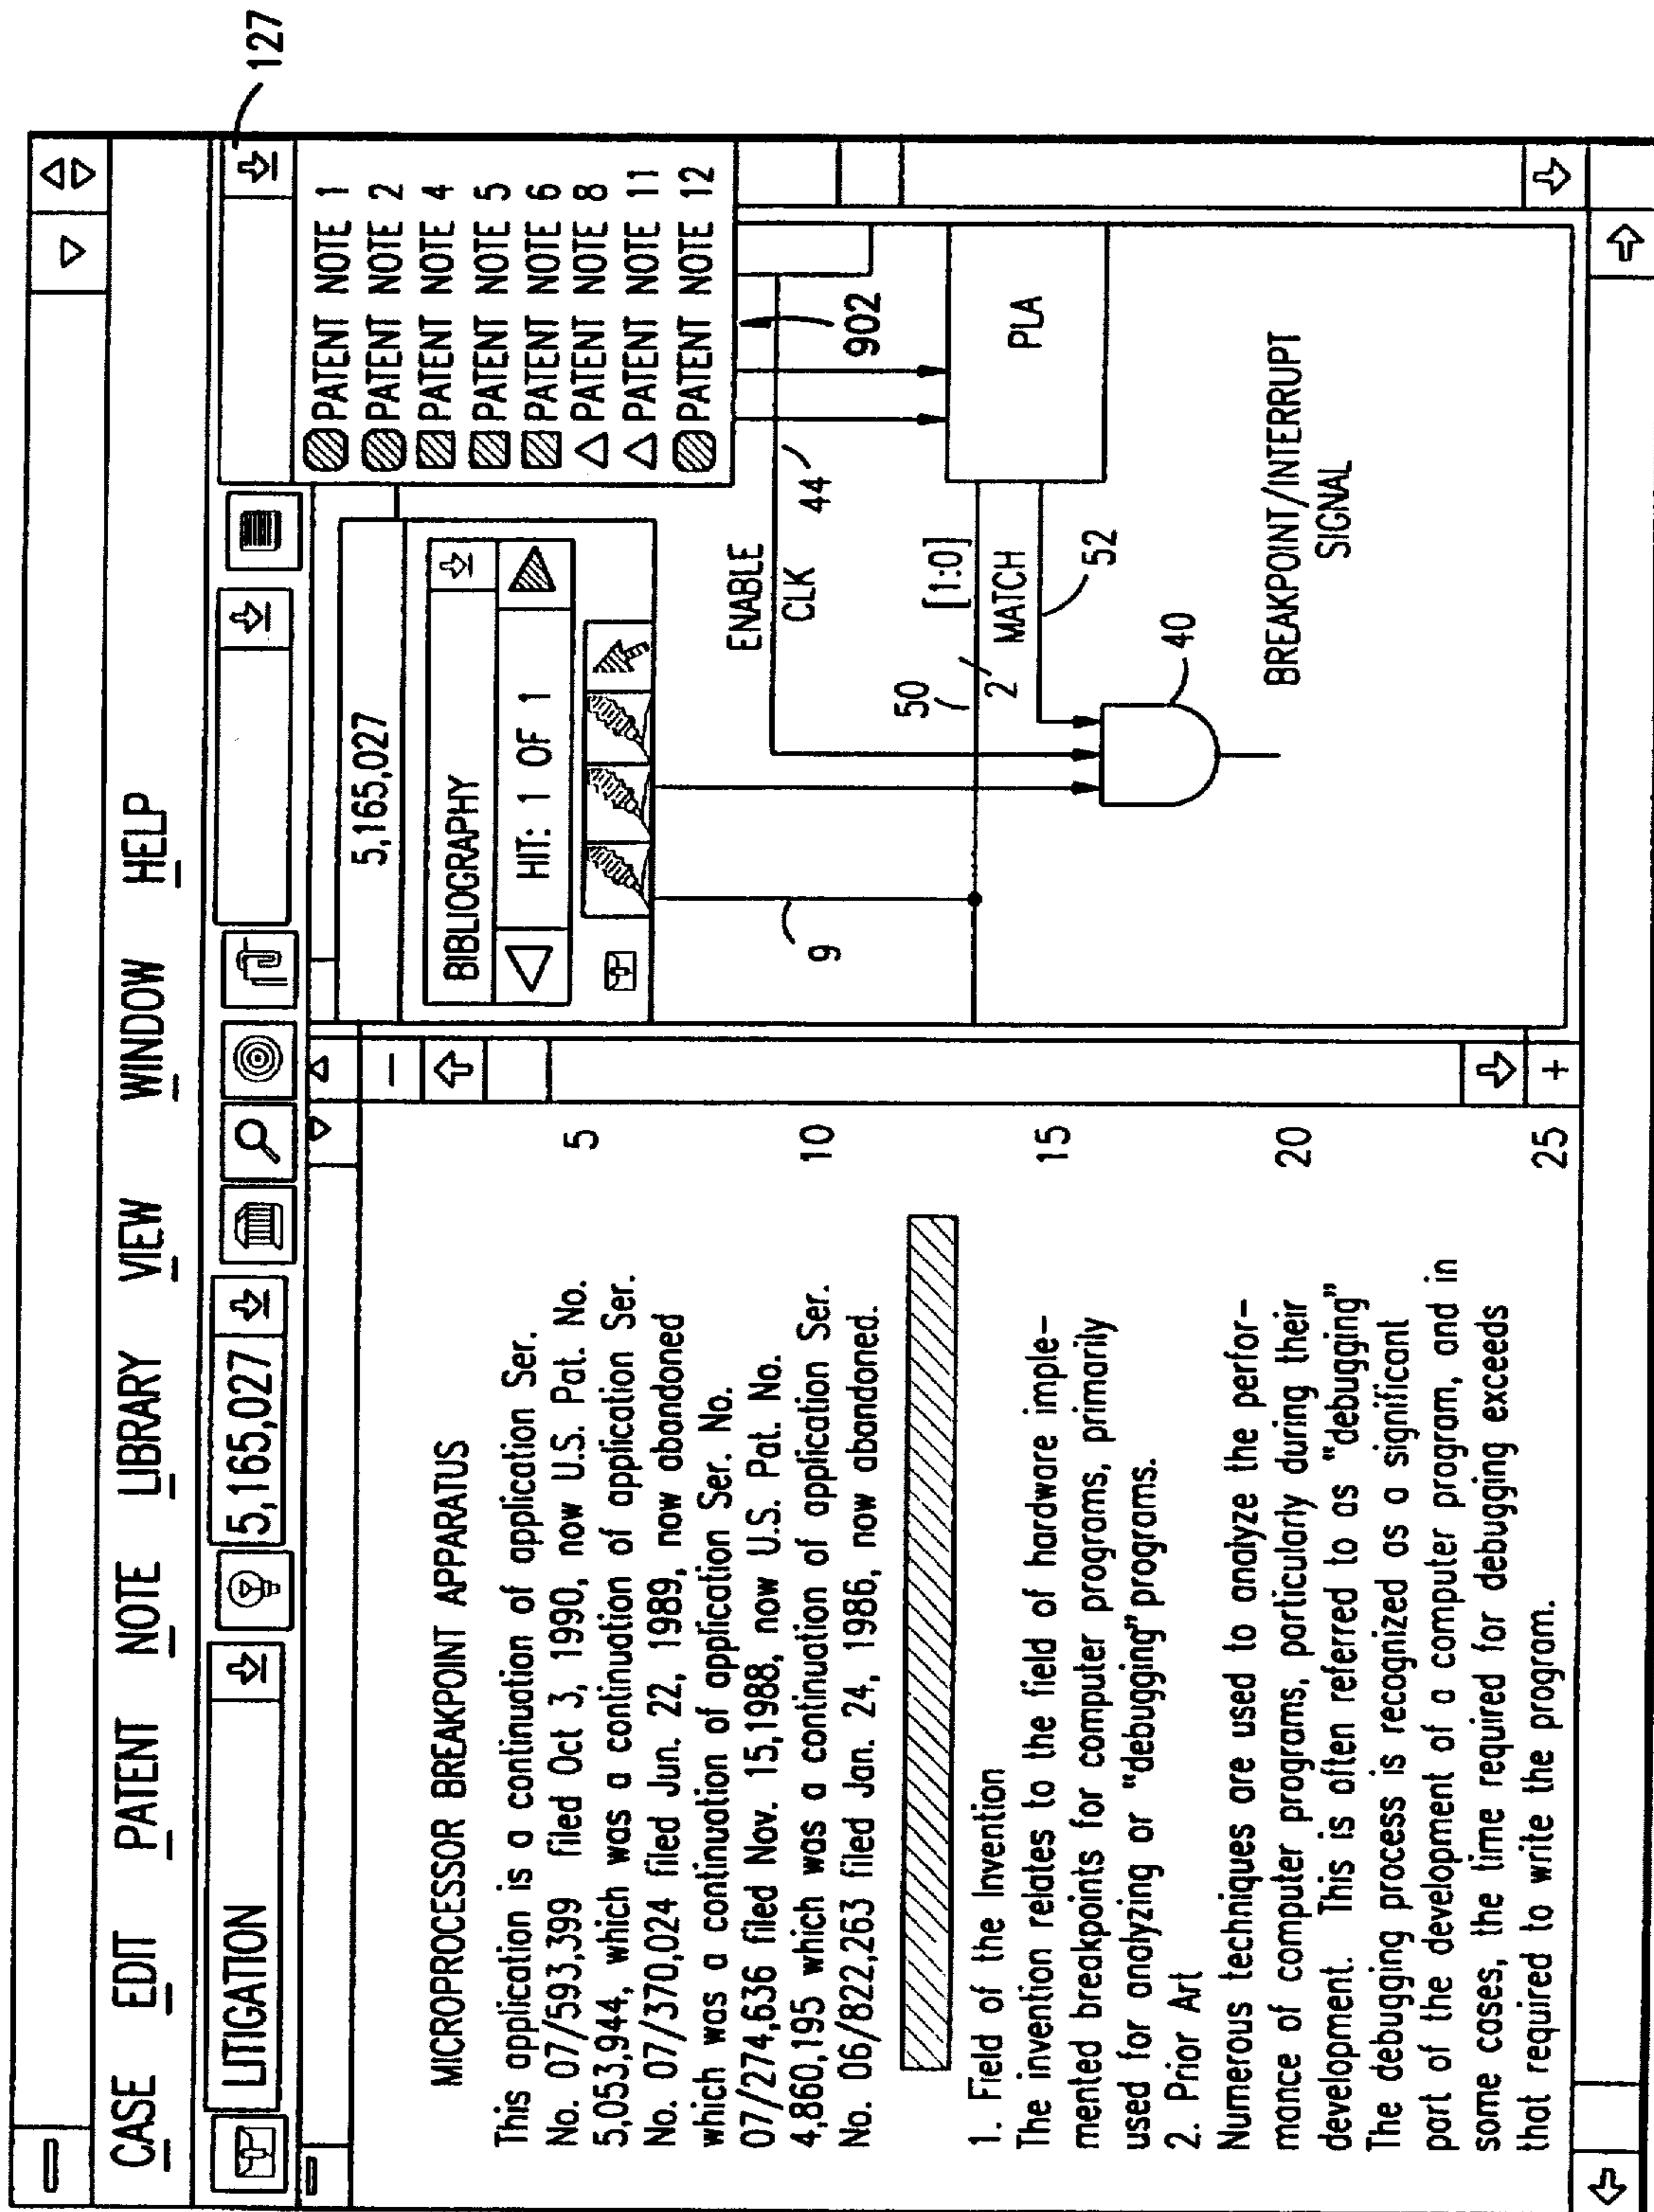 127
CASE EDIT PATENT NOTE LIBRARY VIEW WINDOW HELP
LITIGATION
5,165,027
MICROPROCESSOR BREAKPOINT APPARATUS
This application is a continuation of application Ser.
No. 07/593,399 filed Oct 3, 1990, now U.S. Pat. No.
5,053,944, which was a continuation of application Ser.
No. 07/370,024 filed Jun. 22, 1989, now abandoned
which was a continuation of application Ser. No.
07/274,636 filed Nov. 15,1988, now U.S. Pat. No.
4,860,195 which was a continuation of application Ser.
No. 06/822,263 filed Jan. 24, 1986, now abandoned.
1. Field of the Invention
The invention relates to the field of hardware imple-
mented breakpoints for computer programs, primarily
used for analyzing or "debugging" programs.
2. Prior Art
Numerous techniques are used to analyze the perfor-
mance of computer programs, particularly during their
development. This is often referred to as "debugging"
The debugging process is recognized as a significant
part of the development of a computer program, and in
some cases, the time required for debugging exceeds
that required to write the program.
5
10
15
20
25
−
+
5,165,027
BIBLIOGRAPHY
HIT: 1 OF 1
PATENT NOTE 1
PATENT NOTE 2
PATENT NOTE 4
PATENT NOTE 5
PATENT NOTE 6
PATENT NOTE 8
PATENT NOTE 11
PATENT NOTE 12
902
ENABLE
CLK
44
9
50
[1:0]
2
MATCH
52
PLA
40
BREAKPOINT/INTERRUPT
SIGNAL